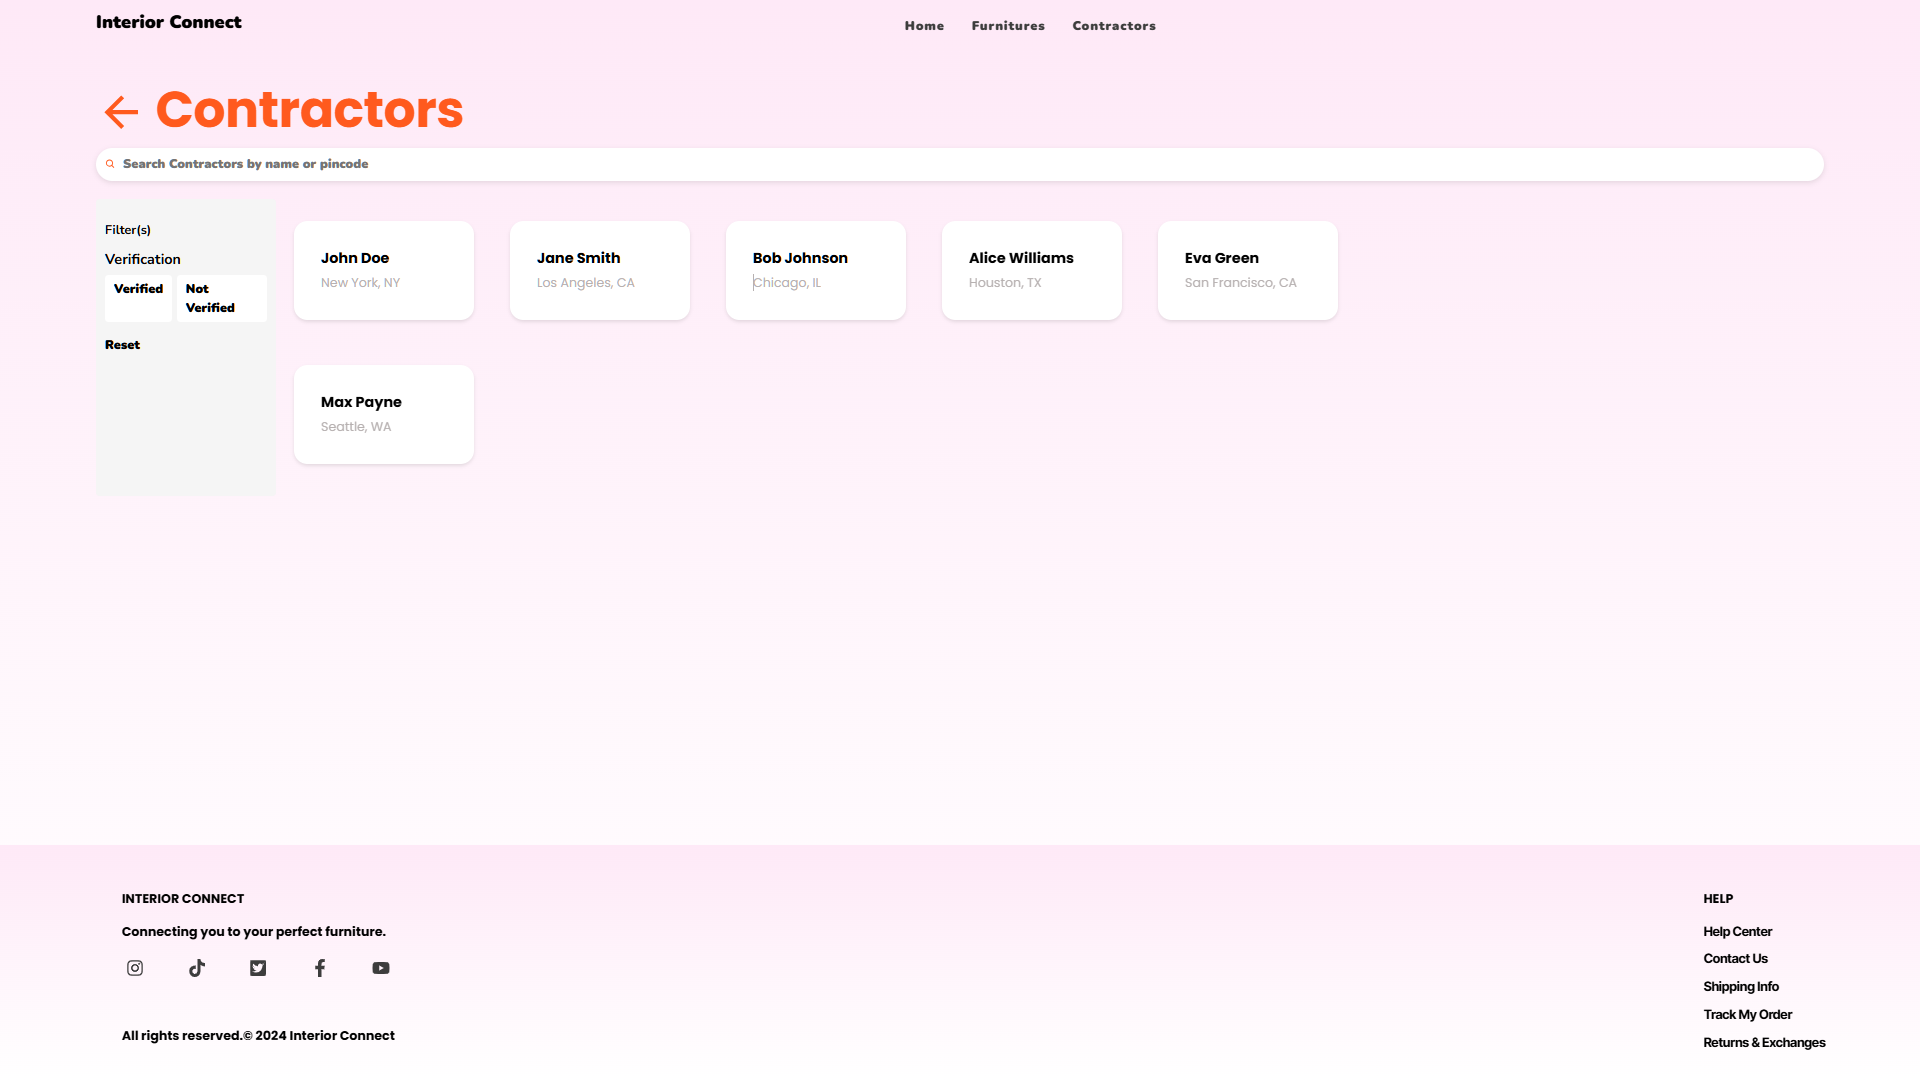 Interior Connect
Home
Furnitures
Contractors
Contractors
Search Contractors by name or pincode
Filter(s)
Verification
Verified
Not
Verified
Reset
John Doe
New York, NY
Jane Smith
Los Angeles, CA
Bob Johnson
Chicago, IL
Alice Williams
Houston, TX
Eva Green
San Francisco, CA
Max Payne
Seattle, WA
INTERIOR CONNECT
Connecting you to your perfect furniture.
All rights reserved.© 2024 Interior Connect
HELP
Help Center
Contact Us
Shipping Info
Track My Order
Returns & Exchanges